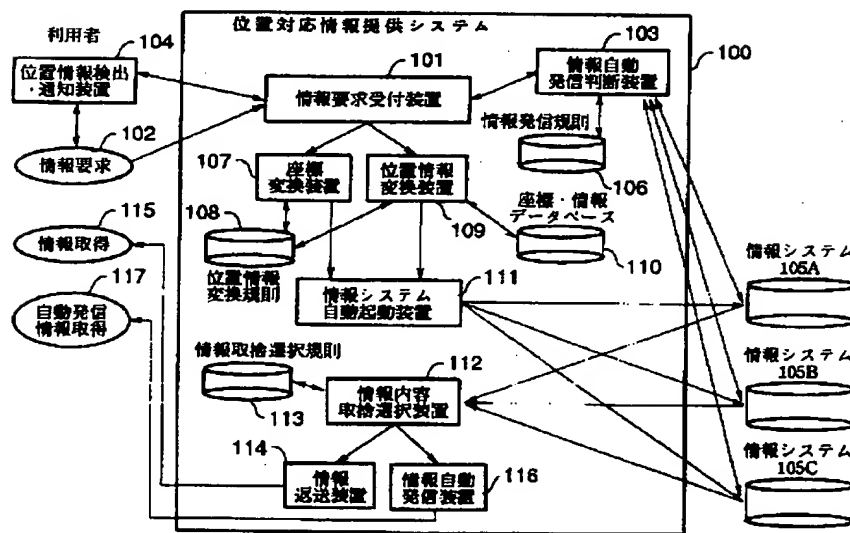 位置対応情報提供システム
利用者
104
位置情報検出
・通知装置
102
情報要求
101
情報要求受付装置
103
情報自動
発信判断装置
100
情報発信規則
106
107
座標
変換装置
位置情報
変換装置
109
108
位置情報
変換規則
座標・情報
データベース
110
115
情報取得
117
自動発信
情報取得
111
情報システム
自動起動装置
情報システム
105A
情報システム
105B
情報システム
105C
情報取捨選択規則
113
112
情報内容
取捨選択装置
114
情報
返送装置
情報自動
発信装置
116